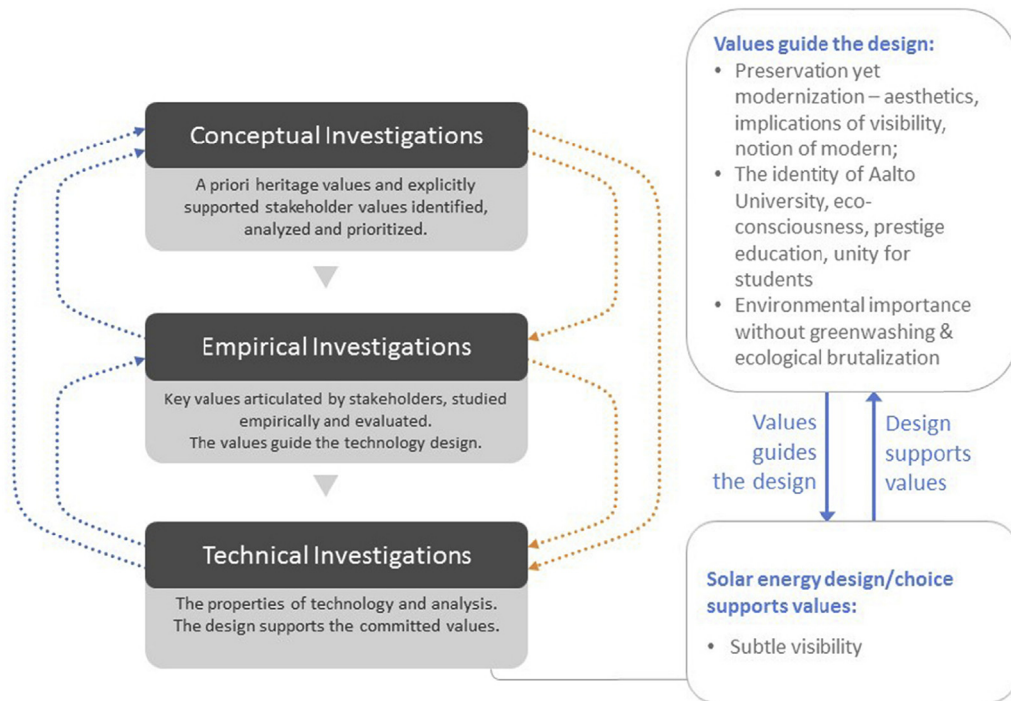 Conceptual Investigations
A priori heritage values and explicitly
supported stakeholder values identified,
analyzed and prioritized.
Empirical Investigations
Key values articulated by stakeholders, studied
empirically and evaluated.
The values guide the technology design.
Technical Investigations
The properties of technology and analysis.
The design supports the committed values.
Values guide the design:
• Preservation yet
modernization – aesthetics,
implications of visibility,
notion of modern;
• The identity of Aalto
University, eco-
consciousness, prestige
education, unity for
students
• Environmental importance
without greenwashing &
ecological brutalization
Values
guides
the design
Design
supports
values
Solar energy design/choice
supports values:
• Subtle visibility